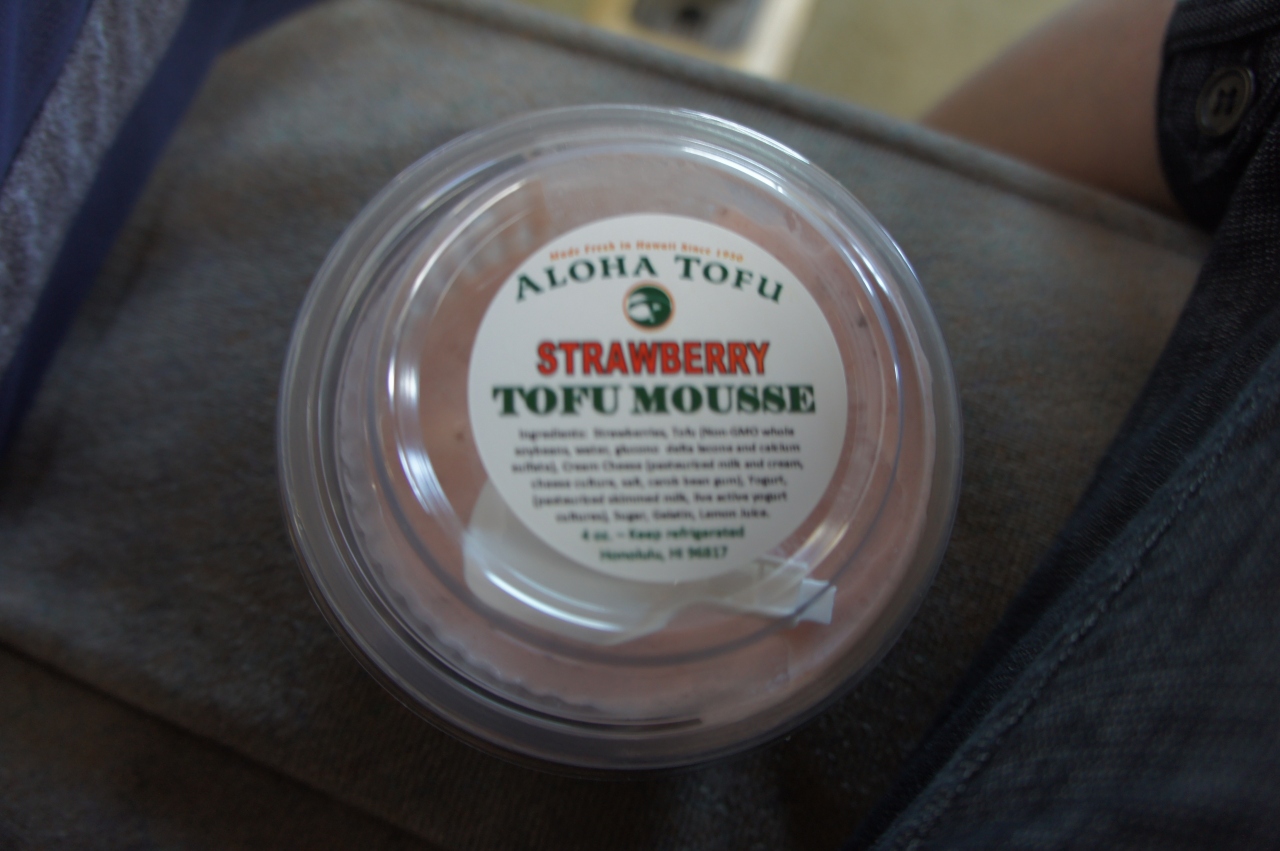 Made Fresh in Hawaii Since 1950
ALOHA TOFU
STRAWBERRY
TOFU MOUSSE
Ingredients: Strawberries, Tofu (Non-GMO whole
soybeans, water, glucono delta lactone and calcium
sulfate), Cream Cheese (pasteurized milk and cream,
cheese culture, salt, carob bean gum), Yogurt,
(pasteurized skimmed milk, live active yogurt
cultures), Sugar, Gelatin, Lemon Juice.
4 oz. – Keep refrigerated
Honolulu, HI 96817